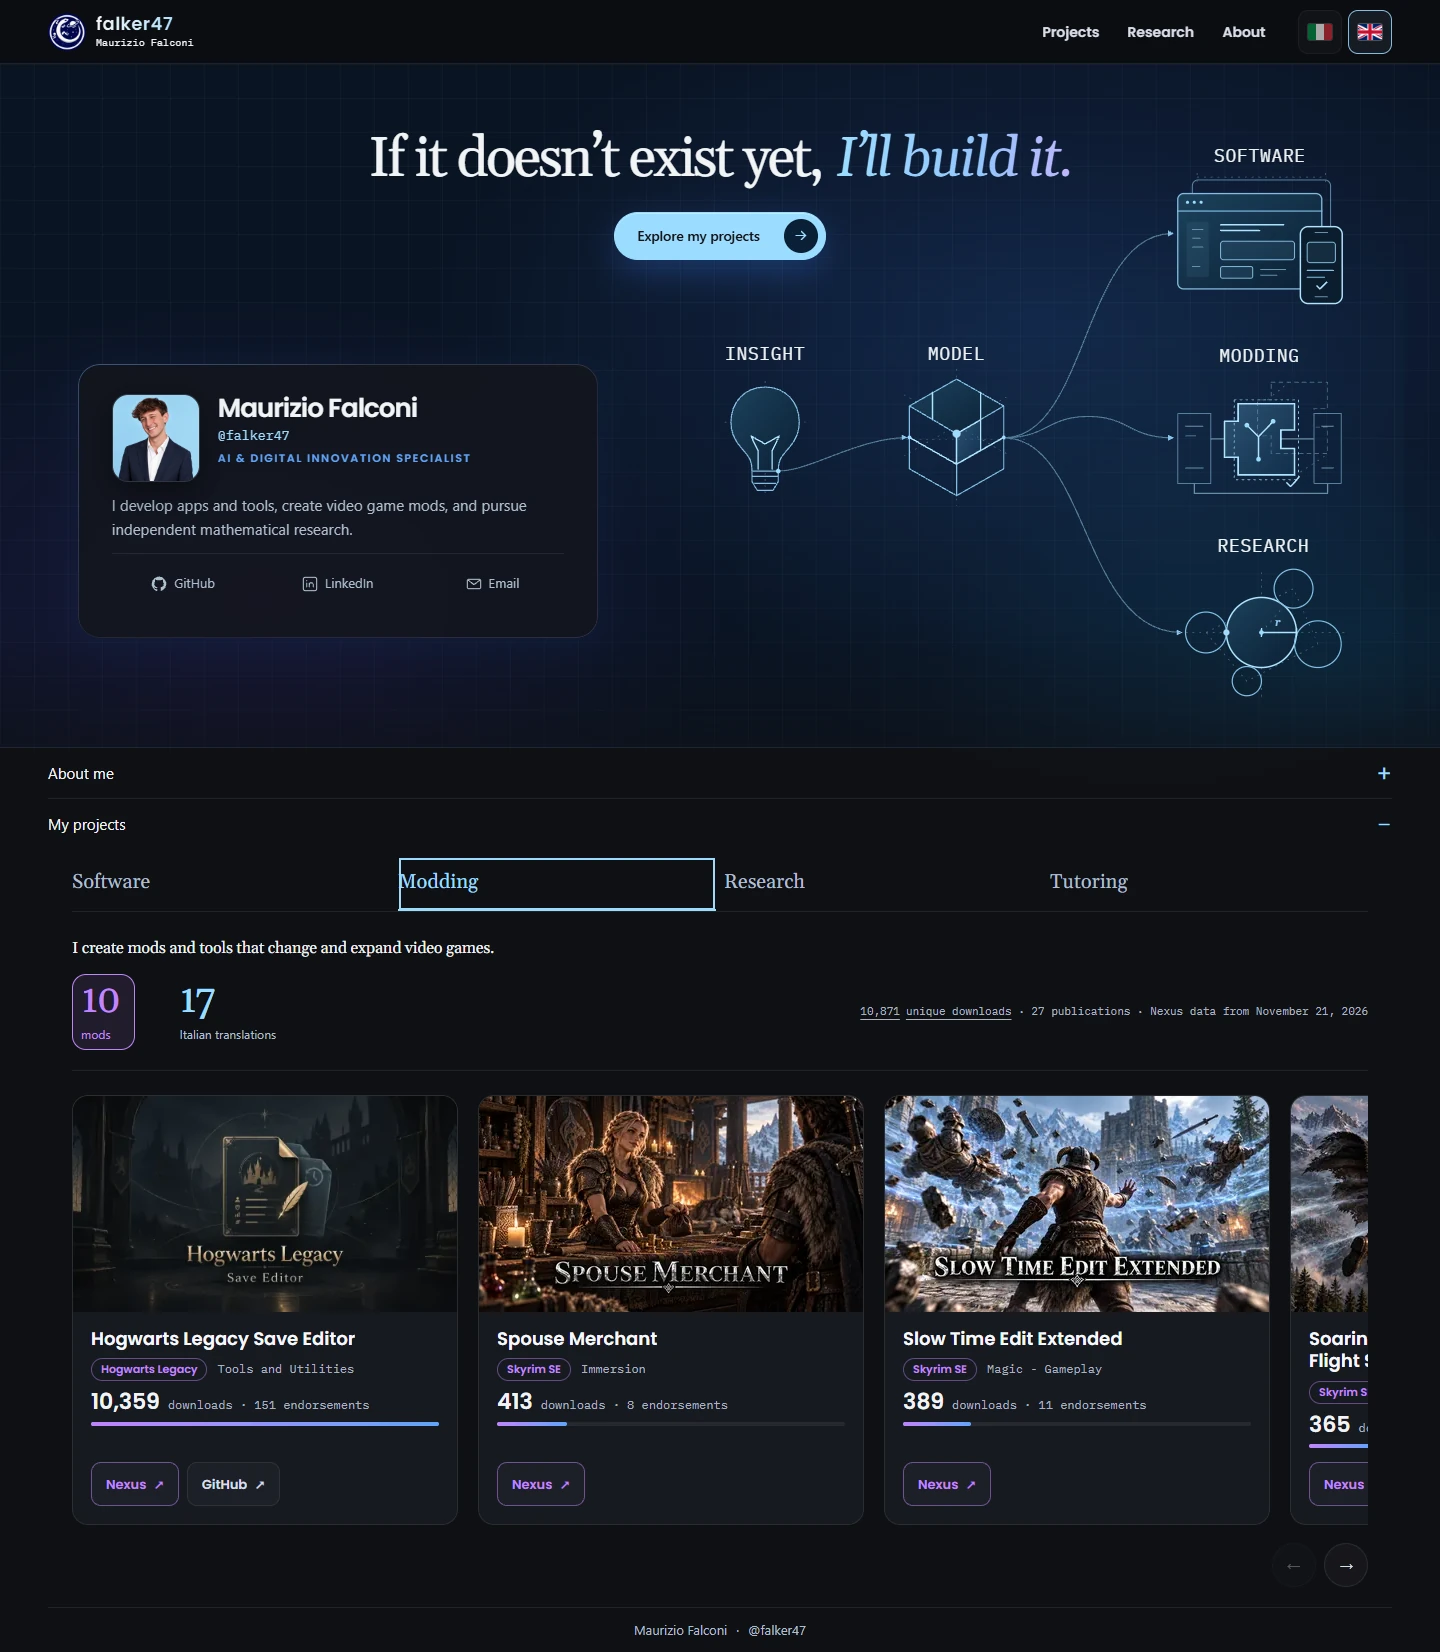 falker47
Maurizio Falconi
Projects
Research
About
If it doesn't exist yet, I'll build it.
Explore my projects →
SOFTWARE
INSIGHT
MODEL
MODDING
RESEARCH
r
Maurizio Falconi
@falker47
AI & DIGITAL INNOVATION SPECIALIST
I develop apps and tools, create video game mods, and pursue
independent mathematical research.
GitHub
LinkedIn
Email
About me +
My projects −
Software
Modding
Research
Tutoring
I create mods and tools that change and expand video games.
10
mods
17
Italian translations
10,871 unique downloads · 27 publications · Nexus data from November 21, 2026
Hogwarts Legacy
Save Editor
Hogwarts Legacy Save Editor
Hogwarts Legacy Tools and Utilities
10,359 downloads · 151 endorsements
Nexus ↗
GitHub ↗
SPOUSE MERCHANT
Spouse Merchant
Skyrim SE Immersion
413 downloads · 8 endorsements
Nexus ↗
SLOW TIME EDIT EXTENDED
Slow Time Edit Extended
Skyrim SE Magic - Gameplay
389 downloads · 11 endorsements
Nexus ↗
Soarin
Flight
Skyrim S
365
Nexus
← →
Maurizio Falconi · @falker47